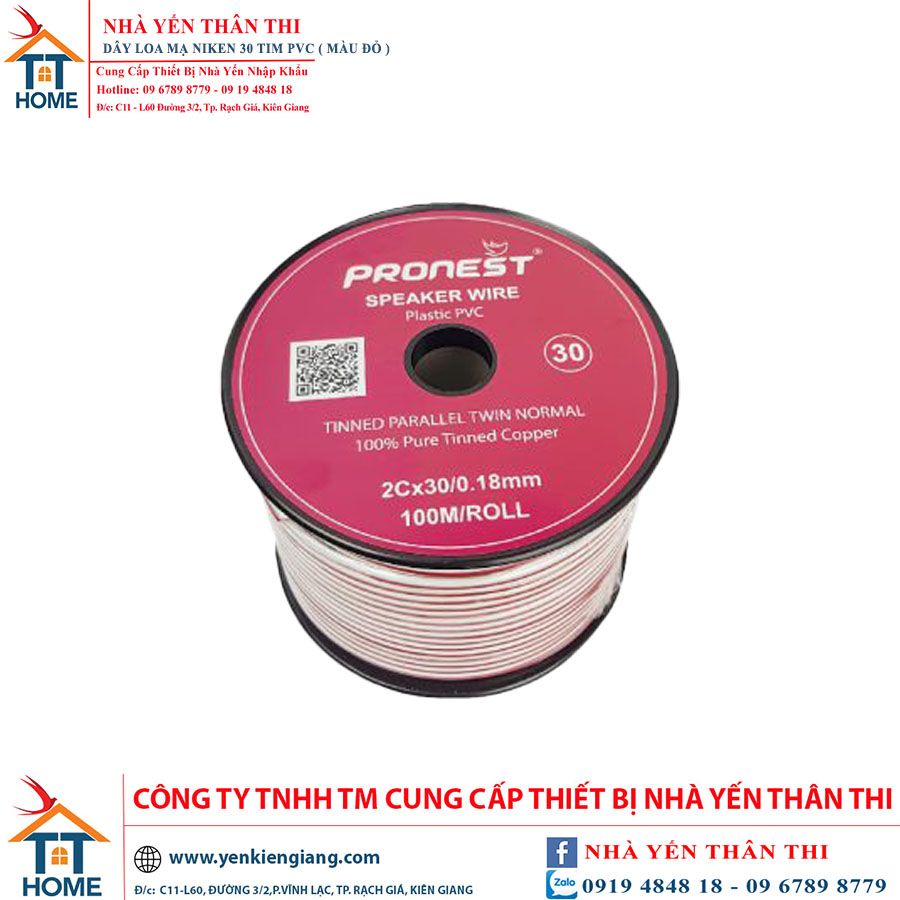 NHÀ YẾN THÂN THI
DÂY LOA MẠ NIKEN 30 TIM PVC ( MÀU ĐỎ )
Cung Cấp Thiết Bị Nhà Yến Nhập Khẩu
Hotline: 09 6789 8779 - 09 19 4848 18
Đ/c: C11 - L60 Đường 3/2, Tp. Rạch Giá, Kiên Giang
TT
HOME
PRONEST®
SPEAKER WIRE
Plastic PVC
30
TINNED PARALLEL TWIN NORMAL
100% Pure Tinned Copper
2Cx30/0.18mm
100M/ROLL
TT
HOME
CÔNG TY TNHH TM CUNG CẤP THIẾT BỊ NHÀ YẾN THÂN THI
www.yenkiengiang.com
Đ/c: C11-L60, ĐƯỜNG 3/2,P.VĨNH LẠC, TP. RẠCH GIÁ, KIÊN GIANG
f NHÀ YẾN THÂN THI
Zalo 0919 4848 18 - 09 6789 8779